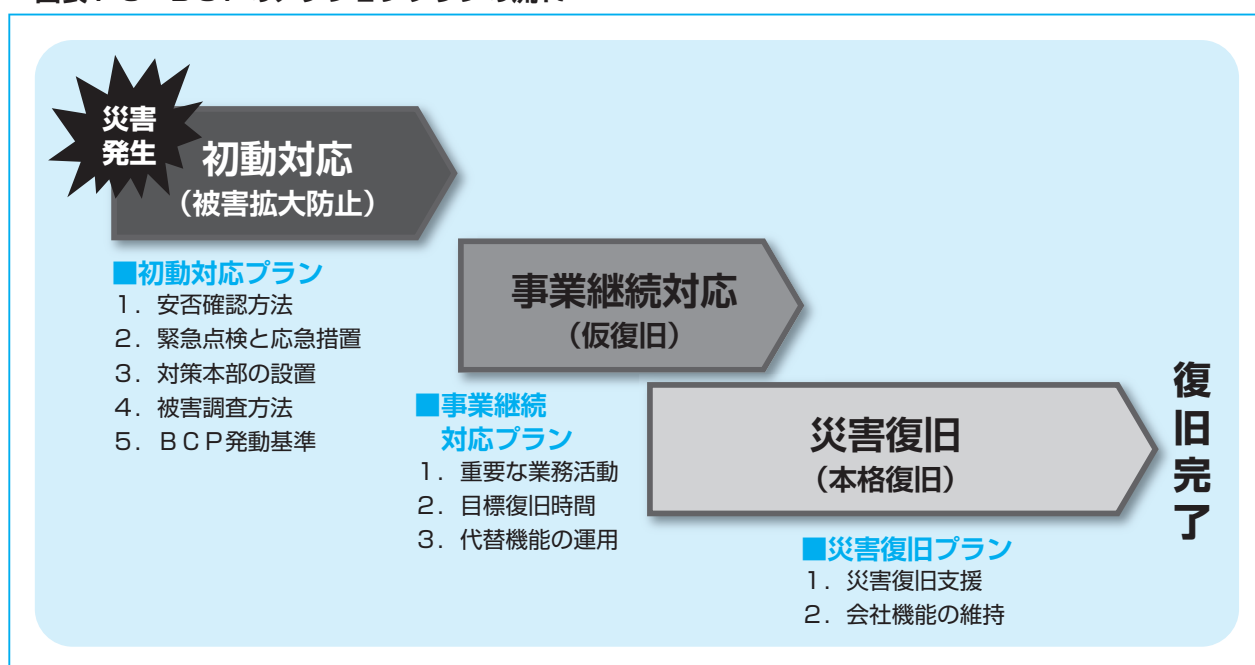 災害
発生
初動対応
（被害拡大防止）
■初動対応プラン
１．安否確認方法
２．緊急点検と応急措置
３．対策本部の設置
４．被害調査方法
５．ＢＣＰ発動基準
事業継続対応
（仮復旧）
■事業継続
対応プラン
１．重要な業務活動
２．目標復旧時間
３．代替機能の運用
災害復旧
（本格復旧）
■災害復旧プラン
１．災害復旧支援
２．会社機能の維持
復旧完了